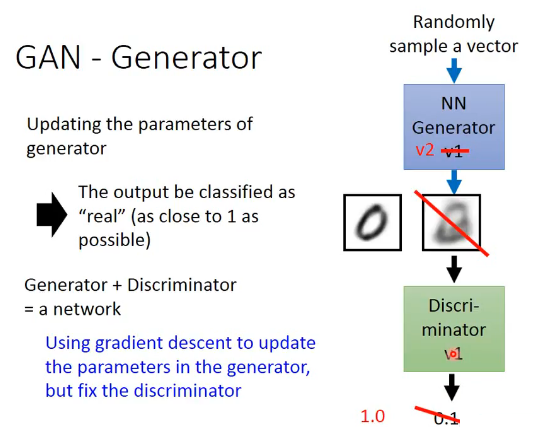 Randomly
sample a vector
GAN - Generator
NN
Generator
v2 v1
Updating the parameters of
generator
The output be classified as
“real” (as close to 1 as
possible)
Generator + Discriminator
= a network
Using gradient descent to update
the parameters in the generator,
but fix the discriminator
Discri-
minator
v1
1.0 0.1